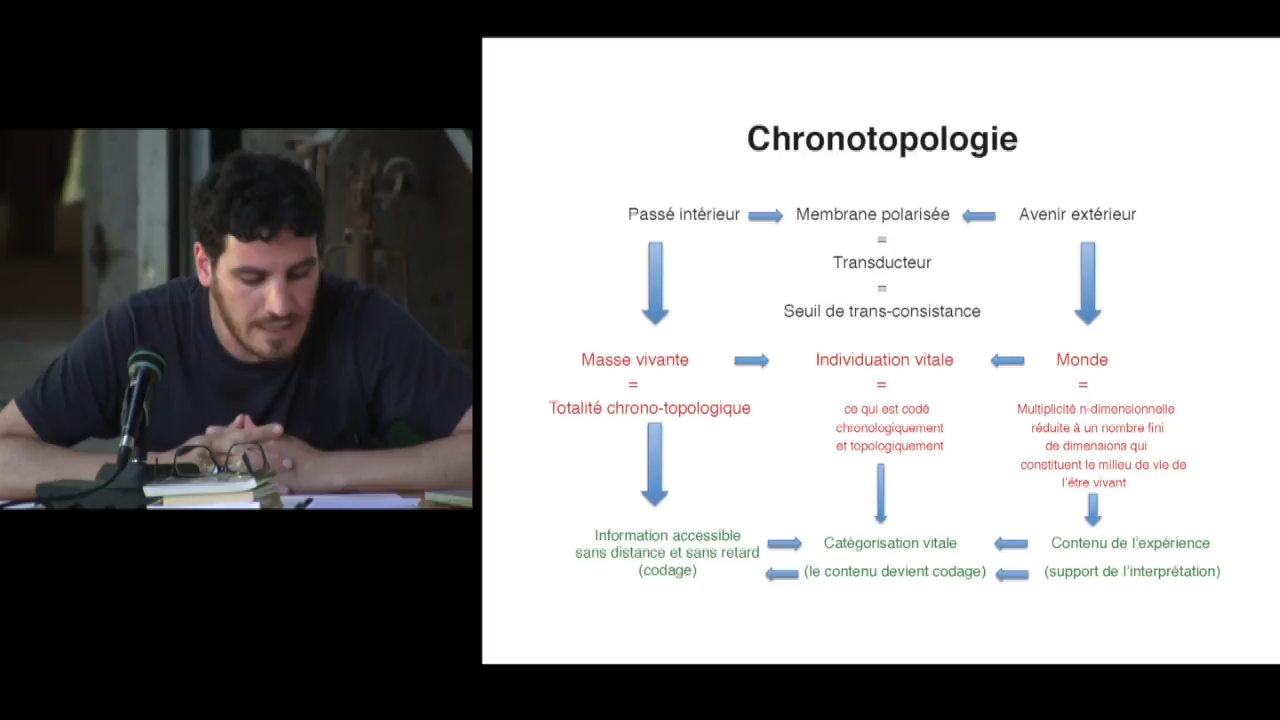 Chronotopologie
Passé intérieur
Membrane polarisée
Avenir extérieur
=
Transducteur
=
Seuil de trans-consistance
Masse vivante
Individuation vitale
Monde
=
=
=
Totalité chrono-topologique
ce qui est codé
chronologiquement
et topologiquement
Multiplicité n-dimensionnelle
réduite à un nombre fini
de dimensions qui
constituent le milieu de vie de
l'être vivant
Information accessible
sans distance et sans retard
(codage)
Catégorisation vitale
(le contenu devient codage)
Contenu de l'expérience
(support de l'interprétation)